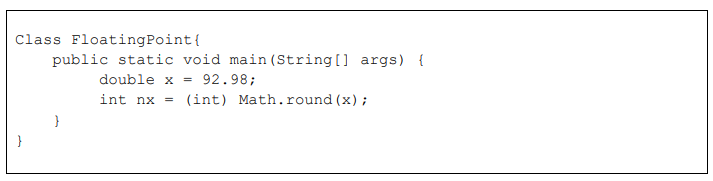 Class FloatingPoint{
    public static void main(String[] args) {
         double x = 92.98;
         int nx = (int) Math.round(x);
    }
}